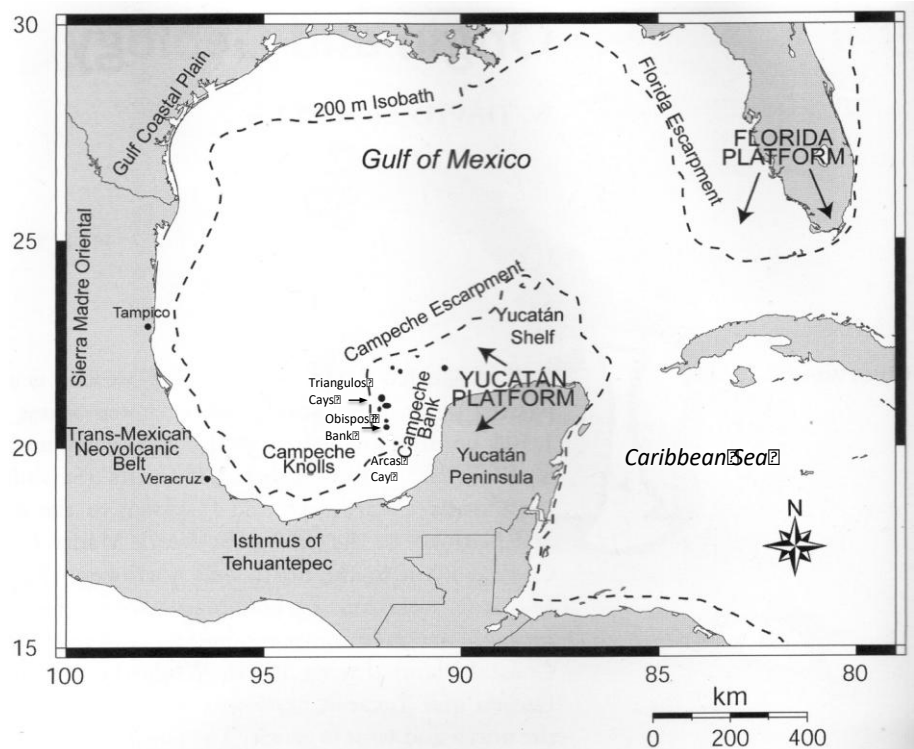 30
25
20
15
100
95
90
85
80
Gulf Coastal Plain
200 m Isobath
Florida Escarpment
Gulf of Mexico
FLORIDA
PLATFORM
Sierra Madre Oriental
Tampico
Campeche Escarpment
Yucatán
Shelf
Triangulos
Cays
Obispos
Bank
Campeche
Bank
YUCATÁN
PLATFORM
Trans-Mexican
Neovolcanic
Belt
Veracruz
Campeche
Knolls
Arcas
Cay
Yucatán
Peninsula
Caribbean Sea
Isthmus of
Tehuantepec
N
km
0 200 400